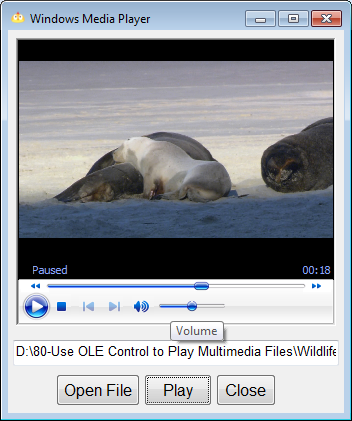 Windows Media Player
Paused
00:18
Volume
D:\80-Use OLE Control to Play Multimedia Files\Wildlife
Open File
Play
Close